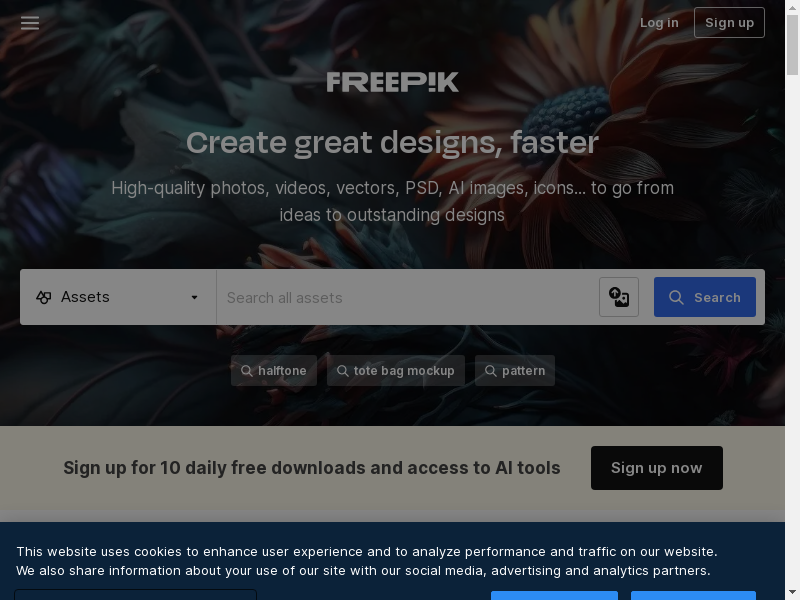 Log in
Sign up
FREEPIK
Create great designs, faster
High-quality photos, videos, vectors, PSD, AI images, icons... to go from
ideas to outstanding designs
Assets
Search all assets
Search
halftone
tote bag mockup
pattern
Sign up for 10 daily free downloads and access to AI tools
Sign up now
This website uses cookies to enhance user experience and to analyze performance and traffic on our website.
We also share information about your use of our site with our social media, advertising and analytics partners.